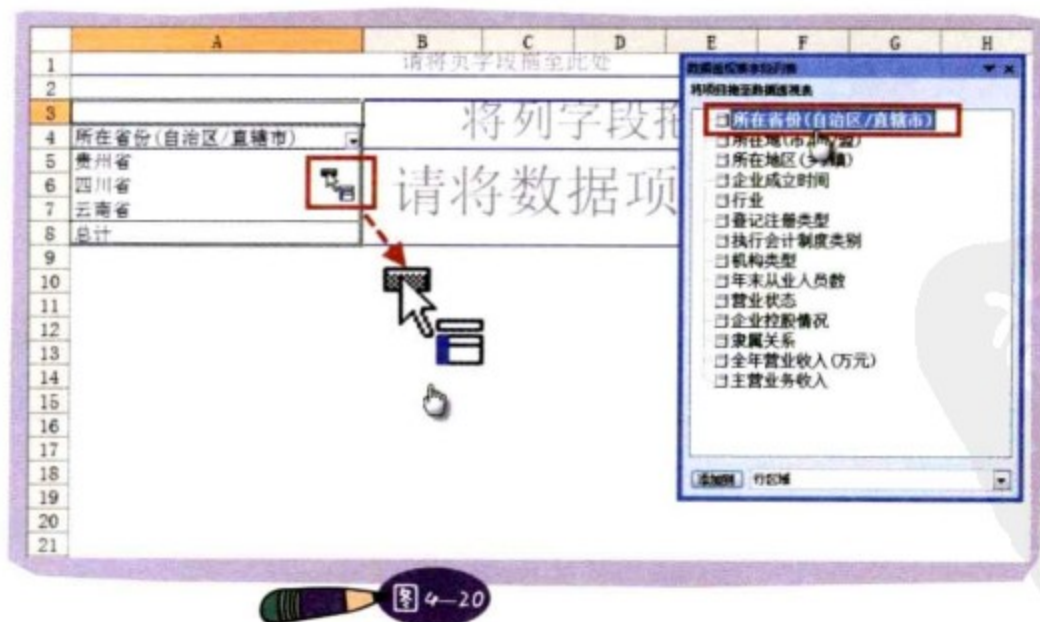 A B C D E F G H
1 请将页字段拖至此处
2
3 将列字段拖
4 所在省份(自治区/直辖市)
5 贵州省
6 四川省 请将数据项
7 云南省
8 总计
9
10
11
12
13
14
15
16
17
18
19
20
21
数据透视表字段列表
将项目拖至数据透视表
所在省份(自治区/直辖市)
所在地(市
所在地区(
企业成立时间
行业
登记注册类型
执行会计制度类别
机构类型
年末从业人员数
营业状态
企业控股情况
隶属关系
全年营业收入(万元)
主营业务收入
添加到 行区域
图4—20